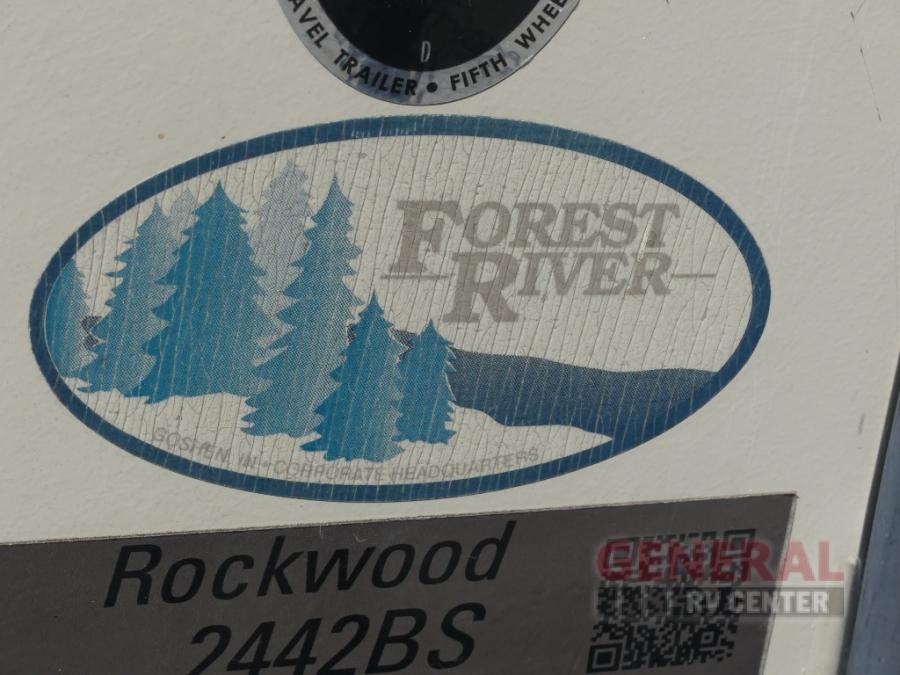 AVEL TRAILER • FIFTH WHEE
FOREST
RIVER
GOSHEN, IN • CORPORATE HEADQUARTERS
Rockwood
2442BS
GENERAL
RV CENTER